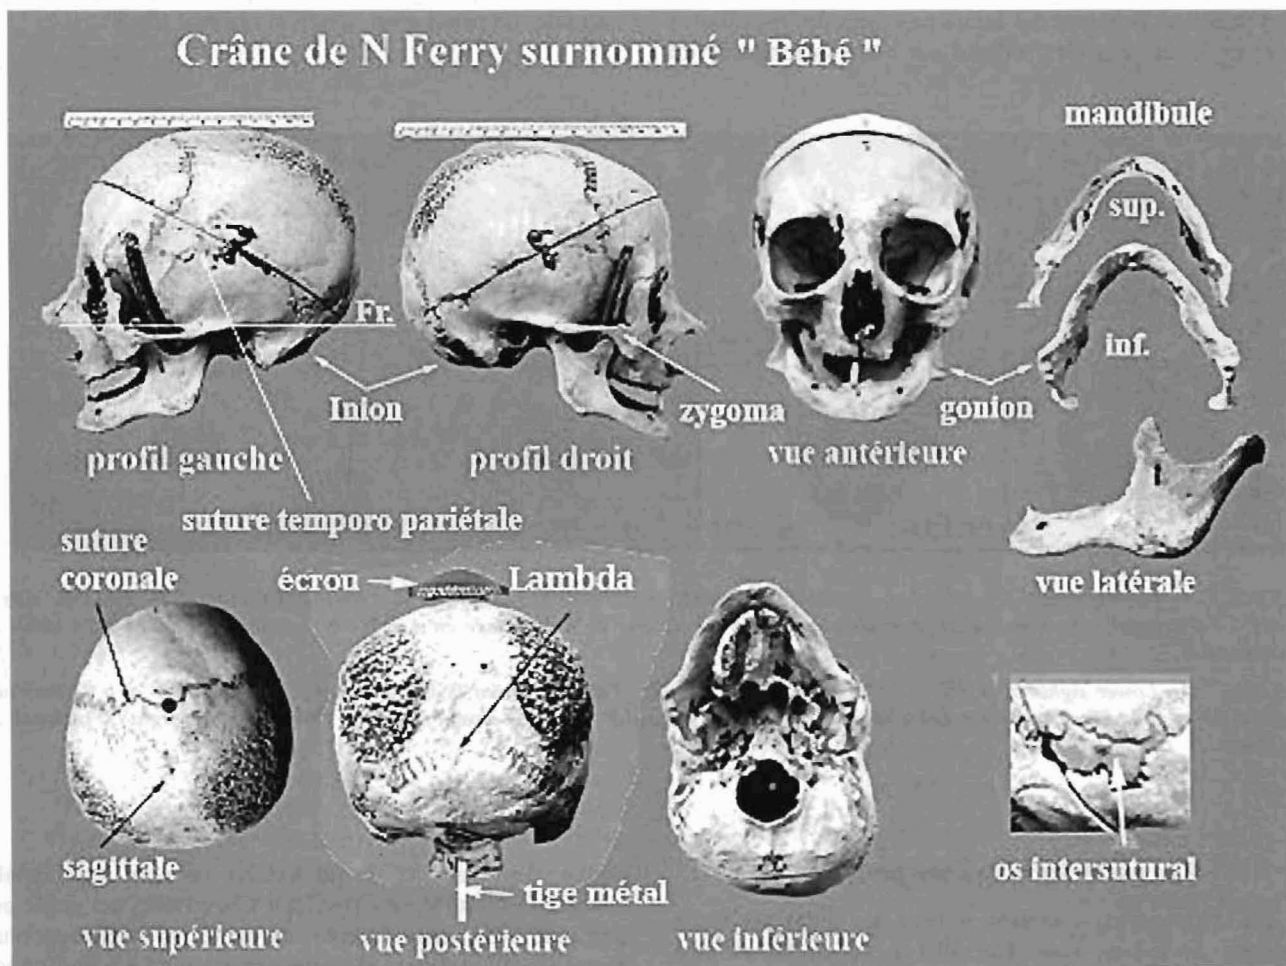 Crâne de N Ferry surnommé " Bébé "
mandibule
sup.
Fr.
inf.
Inion
zygoma
gonion
profil gauche
profil droit
vue antérieure
suture temporo pariétale
suture
coronale
écrou
Lambda
vue latérale
sagittale
tige métal
os intersutural
vue supérieure
vue postérieure
vue inférieure